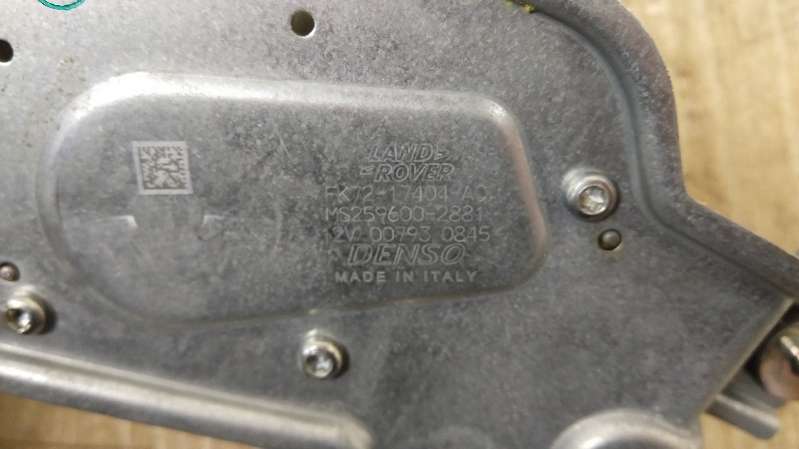 LAND
ROVER
FK72-17404-AC
MS259600-2881
12V 00793 0845
DENSO
MADE IN ITALY